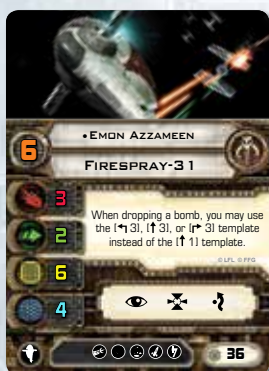 •Emon Azzameen
6
Firespray-31
3
When dropping a bomb, you may use
the [↰ 3], [↑ 3], or [↱ 3] template
instead of the [↑ 1] template.
© LFL © FFG
2
6
4
36